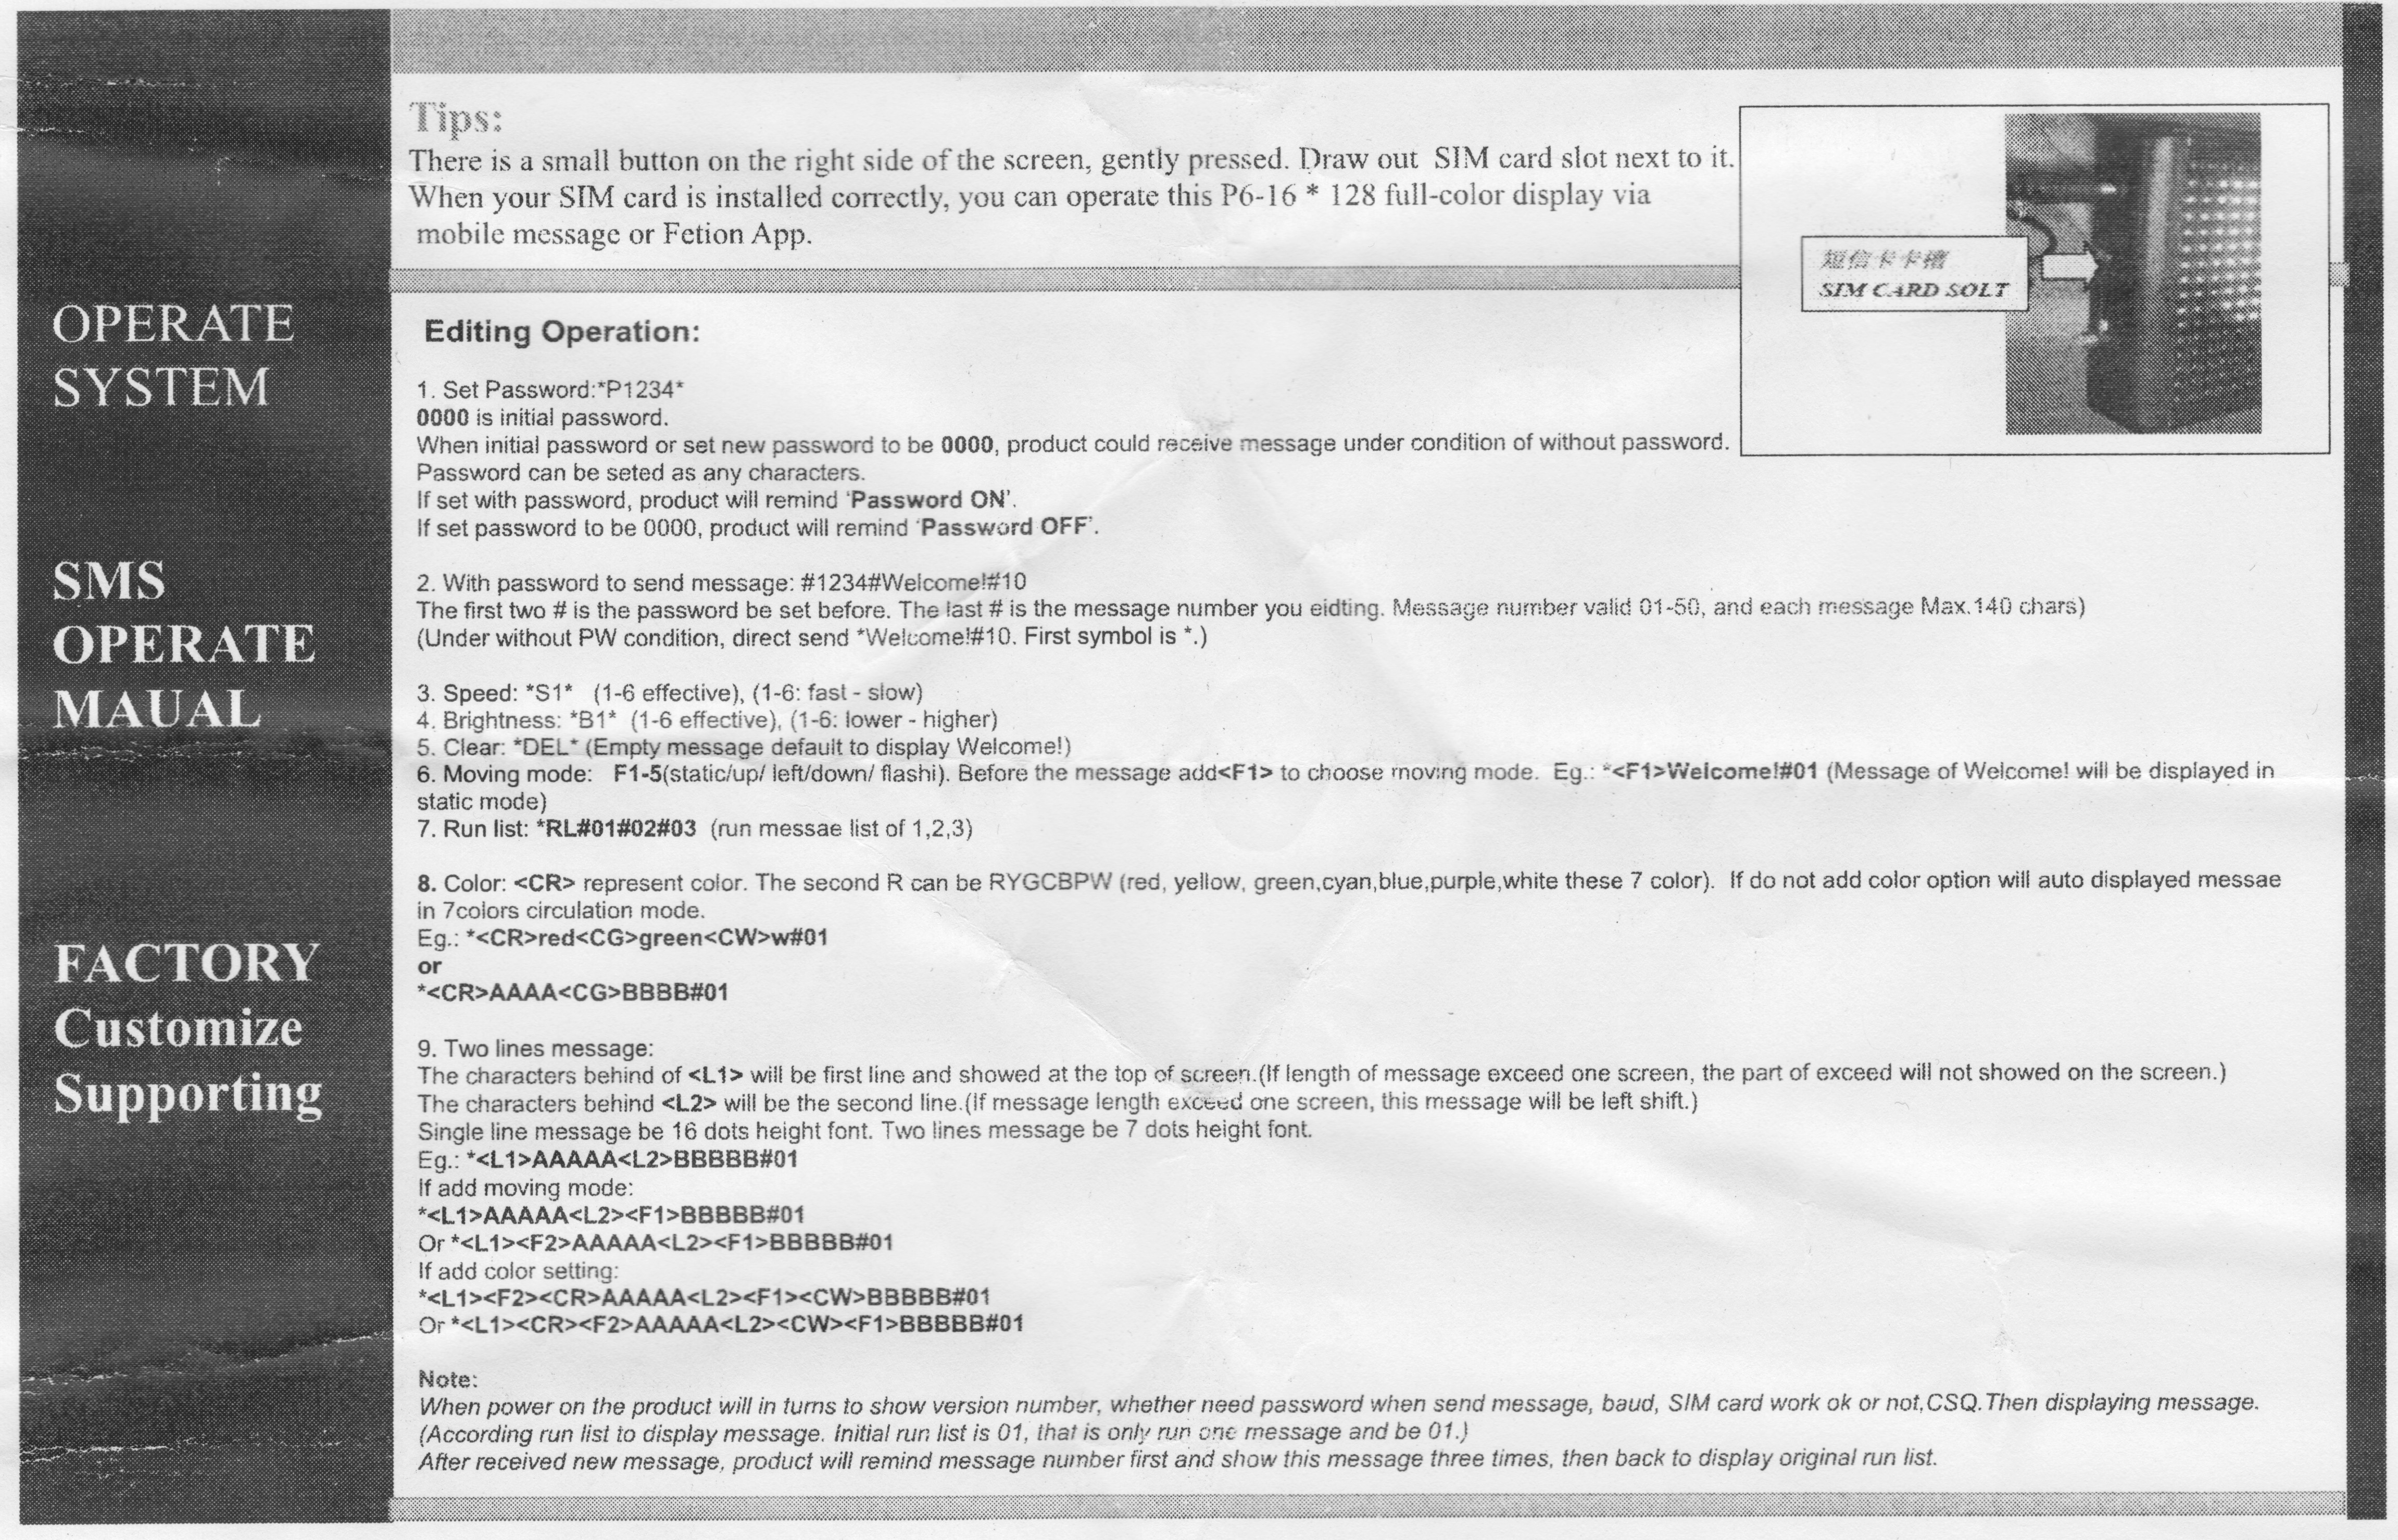 OPERATE
SYSTEM
SMS
OPERATE
MAUAL
FACTORY
Customize
Supporting
Tips:
There is a small button on the right side of the screen, gently pressed. Draw out SIM card slot next to it.
When your SIM card is installed correctly, you can operate this P6-16 * 128 full-color display via
mobile message or Fetion App.
短信卡卡槽
SIM CARD SOLT
Editing Operation:
1. Set Password:*P1234*
0000 is initial password.
When initial password or set new password to be 0000, product could receive message under condition of without password.
Password can be seted as any characters.
If set with password, product will remind ‘Password ON’.
If set password to be 0000, product will remind ‘Password OFF’.
2. With password to send message: #1234#Welcome!#10
The first two # is the password be set before. The last # is the message number you eidting. Message number valid 01-50, and each message Max.140 chars)
(Under without PW condition, direct send *Welcome!#10. First symbol is *.)
3. Speed: *S1* (1-6 effective), (1-6: fast - slow)
4. Brightness: *B1* (1-6 effective), (1-6: lower - higher)
5. Clear: *DEL* (Empty message default to display Welcome!)
6. Moving mode: F1-5(static/up/ left/down/ flashi). Before the message add<F1> to choose moving mode. Eg.: *<F1>Welcome!#01 (Message of Welcome! will be displayed in
static mode)
7. Run list: *RL#01#02#03 (run messae list of 1,2,3)
8. Color: <CR> represent color. The second R can be RYGCBPW (red, yellow, green,cyan,blue,purple,white these 7 color). If do not add color option will auto displayed messae
in 7colors circulation mode.
Eg.: *<CR>red<CG>green<CW>w#01
or
*<CR>AAAA<CG>BBBB#01
9. Two lines message:
The characters behind of <L1> will be first line and showed at the top of screen.(If length of message exceed one screen, the part of exceed will not showed on the screen.)
The characters behind <L2> will be the second line.(If message length exceed one screen, this message will be left shift.)
Single line message be 16 dots height font. Two lines message be 7 dots height font.
Eg.: *<L1>AAAAA<L2>BBBBB#01
If add moving mode:
*<L1>AAAAA<L2><F1>BBBBB#01
Or *<L1><F2>AAAAA<L2><F1>BBBBB#01
If add color setting:
*<L1><F2><CR>AAAAA<L2><F1><CW>BBBBB#01
Or *<L1><CR><F2>AAAAA<L2><CW><F1>BBBBB#01
Note:
When power on the product will in turns to show version number, whether need password when send message, baud, SIM card work ok or not,CSQ.Then displaying message.
(According run list to display message. Initial run list is 01, that is only run one message and be 01.)
After received new message, product will remind message number first and show this message three times, then back to display original run list.